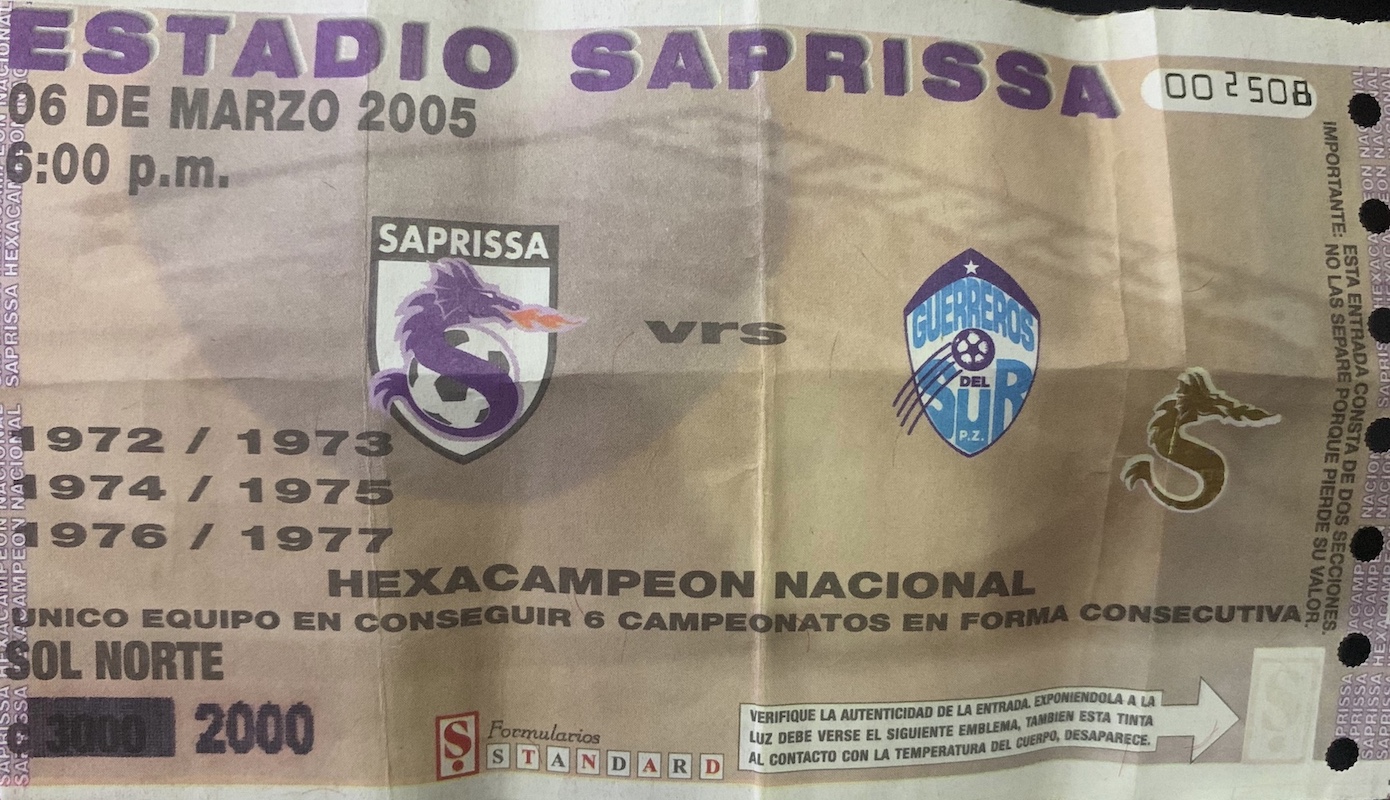 ESTADIO SAPRISSA
002508
06 DE MARZO 2005
6:00 p.m.
SAPRISSA
vrs
GUERREROS
DEL
SUR
P.Z.
1972 / 1973
1974 / 1975
1976 / 1977
HEXACAMPEON NACIONAL
UNICO EQUIPO EN CONSEGUIR 6 CAMPEONATOS EN FORMA CONSECUTIVA
SOL NORTE
¢ 3000 2000
S Formularios
STANDARD
VERIFIQUE LA AUTENTICIDAD DE LA ENTRADA. EXPONIENDOLA A LA
LUZ DEBE VERSE EL SIGUIENTE EMBLEMA, TAMBIEN ESTA TINTA
AL CONTACTO CON LA TEMPERATURA DEL CUERPO, DESAPARECE.
IMPORTANTE: ESTA ENTRADA CONSTA DE DOS SECCIONES.
NO LAS SEPARE PORQUE PIERDE SU VALOR.
SAPRISSA HEXACAMPEON NACIONAL